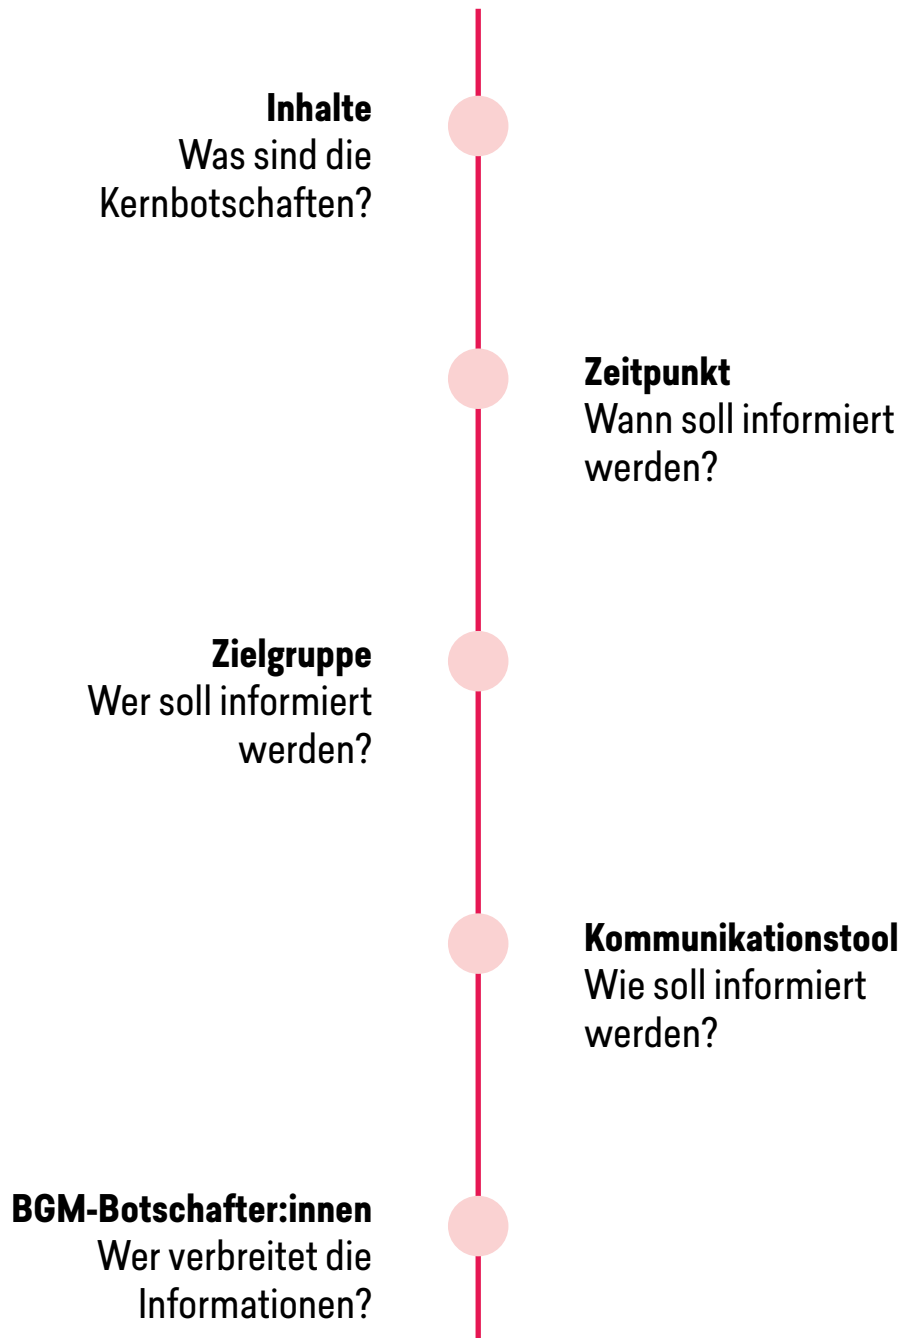 Inhalte
Was sind die
Kernbotschaften?
Zeitpunkt
Wann soll informiert
werden?
Zielgruppe
Wer soll informiert
werden?
Kommunikationstool
Wie soll informiert
werden?
BGM-Botschafter:innen
Wer verbreitet die
Informationen?